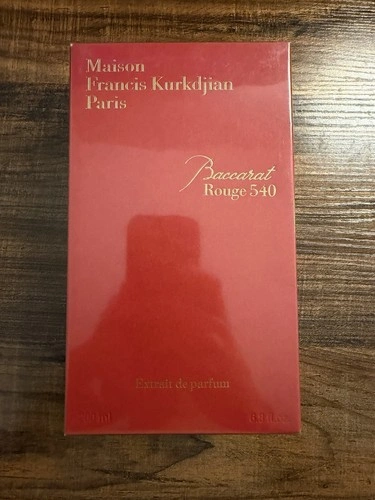 Maison
Francis Kurkdjian
Paris
Baccarat
Rouge 540
Extrait de parfum